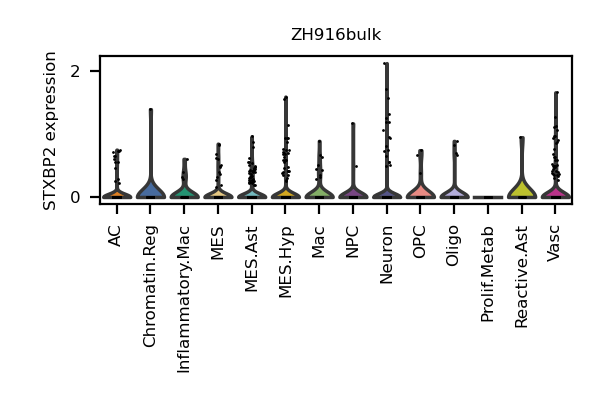 ZH916bulk
STXBP2 expression
2
0
AC
Chromatin.Reg
Inflammatory.Mac
MES
MES.Ast
MES.Hyp
Mac
NPC
Neuron
OPC
Oligo
Prolif.Metab
Reactive.Ast
Vasc